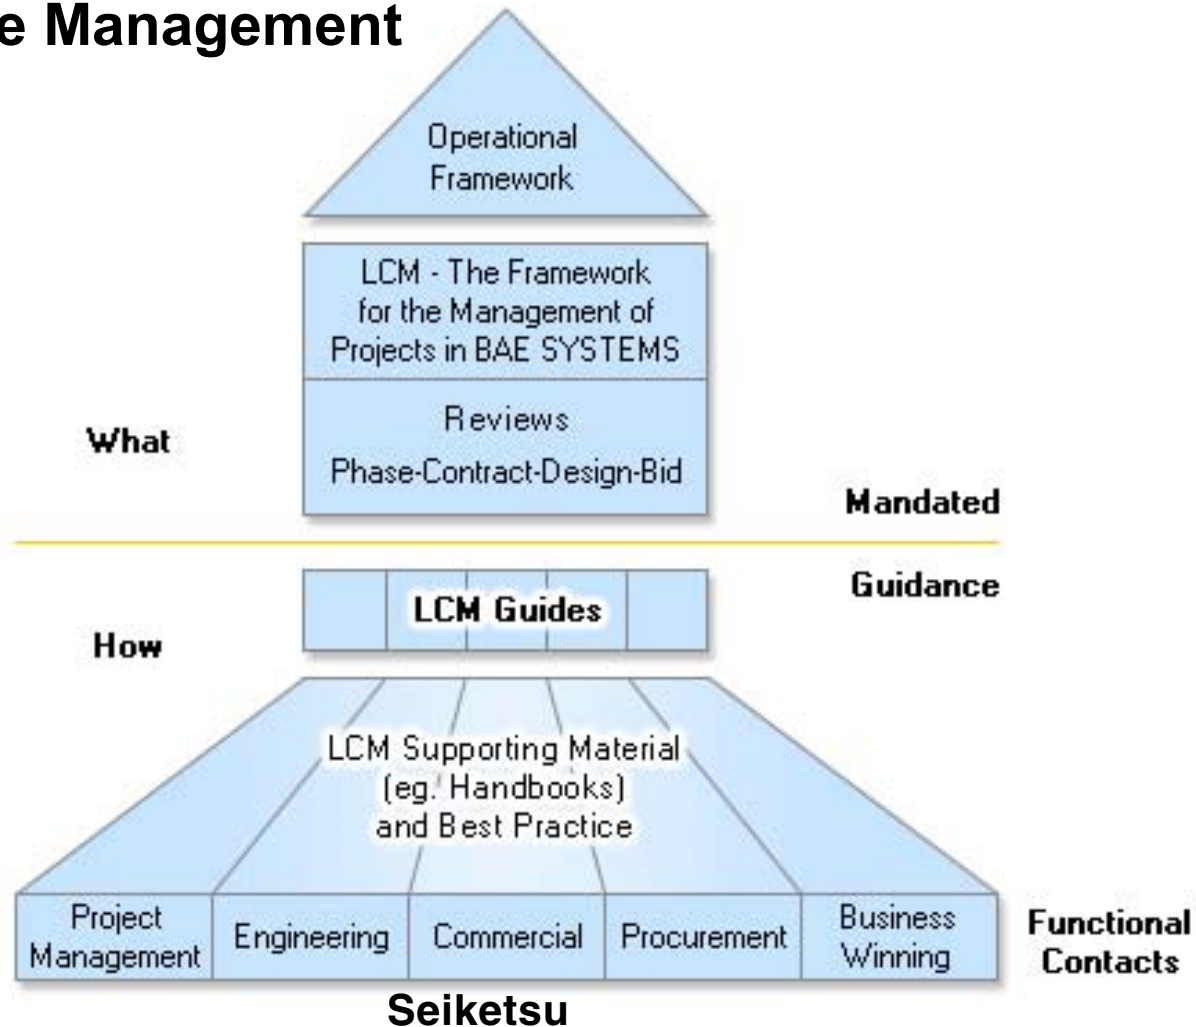 e Management
Operational
Framework
LCM - The Framework
for the Management of
Projects in BAE SYSTEMS
Reviews
Phase-Contract-Design-Bid
What
Mandated
Guidance
LCM Guides
How
LCM Supporting Material
(eg. Handbooks)
and Best Practice
Project
Management
Engineering
Commercial
Procurement
Business
Winning
Functional
Contacts
Seiketsu